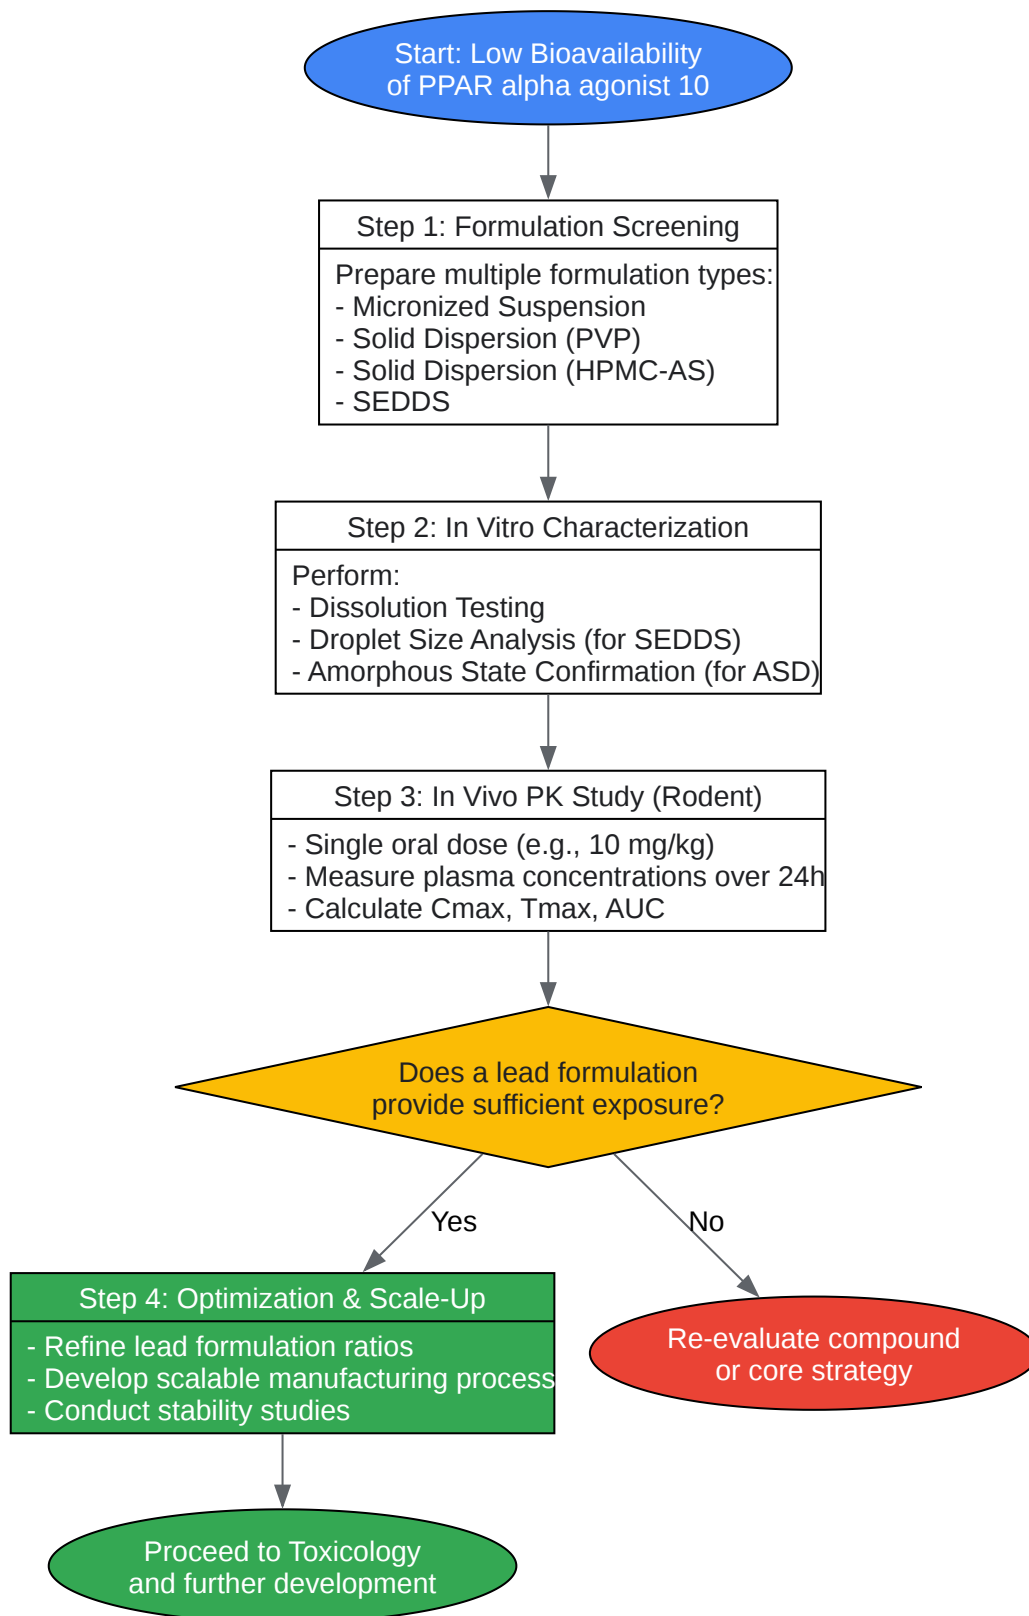 Start: Low Bioavailability
of PPAR alpha agonist 10
Step 1: Formulation Screening
Prepare multiple formulation types:
- Micronized Suspension
- Solid Dispersion (PVP)
- Solid Dispersion (HPMC-AS)
- SEDDS
Step 2: In Vitro Characterization
Perform:
- Dissolution Testing
- Droplet Size Analysis (for SEDDS)
- Amorphous State Confirmation (for ASD)
Step 3: In Vivo PK Study (Rodent)
- Single oral dose (e.g., 10 mg/kg)
- Measure plasma concentrations over 24h
- Calculate Cmax, Tmax, AUC
Does a lead formulation
provide sufficient exposure?
Yes
No
Step 4: Optimization & Scale-Up
- Refine lead formulation ratios
- Develop scalable manufacturing process
- Conduct stability studies
Re-evaluate compound
or core strategy
Proceed to Toxicology
and further development